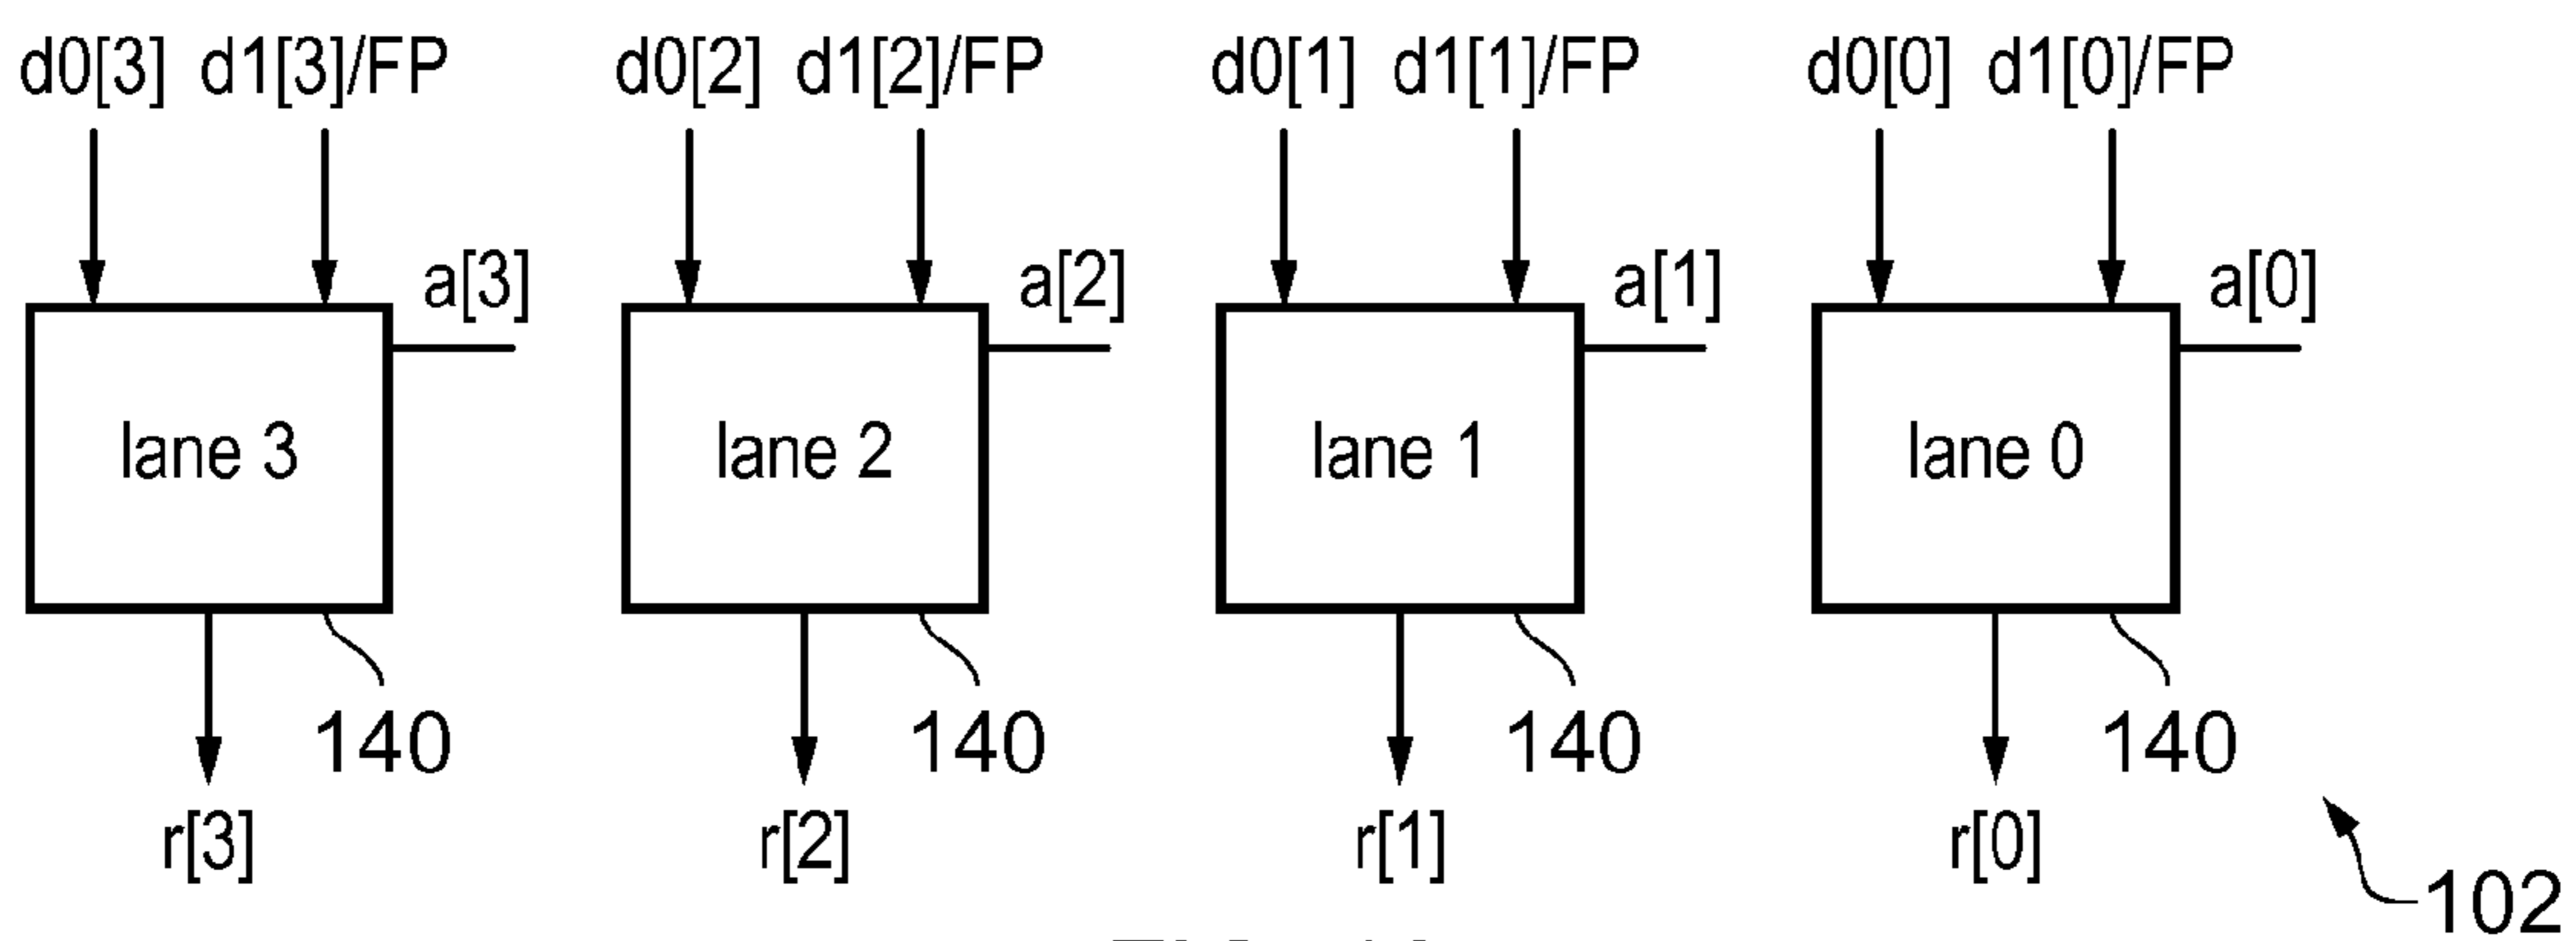 d0[3] d1[3]/FP d0[2] d1[2]/FP d0[1] d1[1]/FP d0[0] d1[0]/FP
a[3] a[2] a[1] a[0]
lane 3 lane 2 lane 1 lane 0
140 140 140 140
r[3] r[2] r[1] r[0]
102